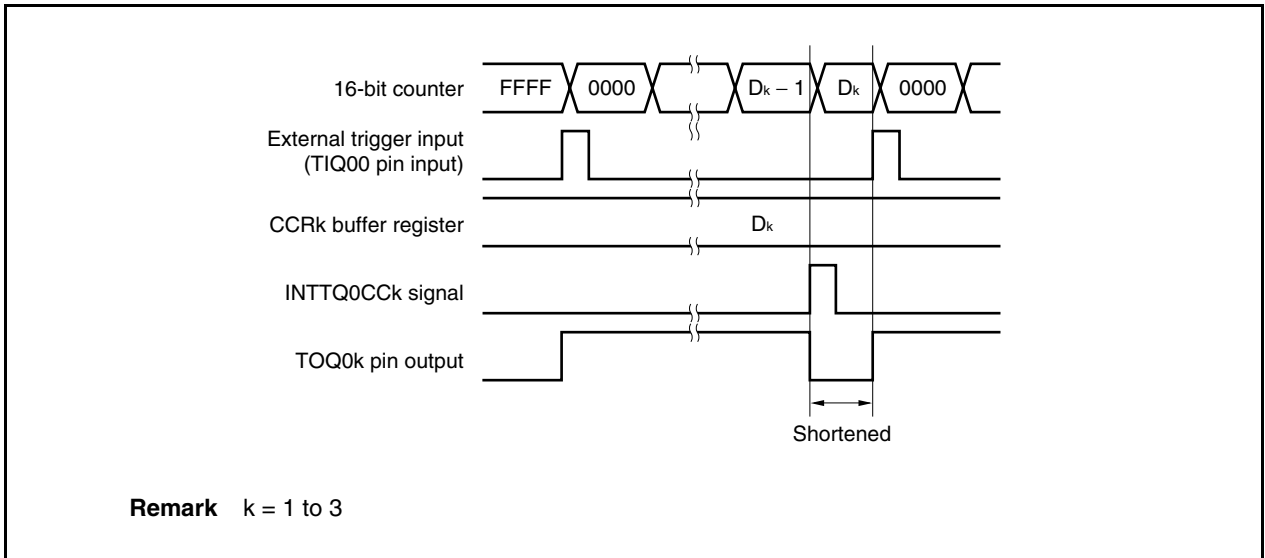 16-bit counter FFFF 0000 Dk – 1 Dk 0000
External trigger input
(TIQ00 pin input)
CCRk buffer register Dk
INTTQ0CCk signal
TOQ0k pin output
Shortened
Remark k = 1 to 3